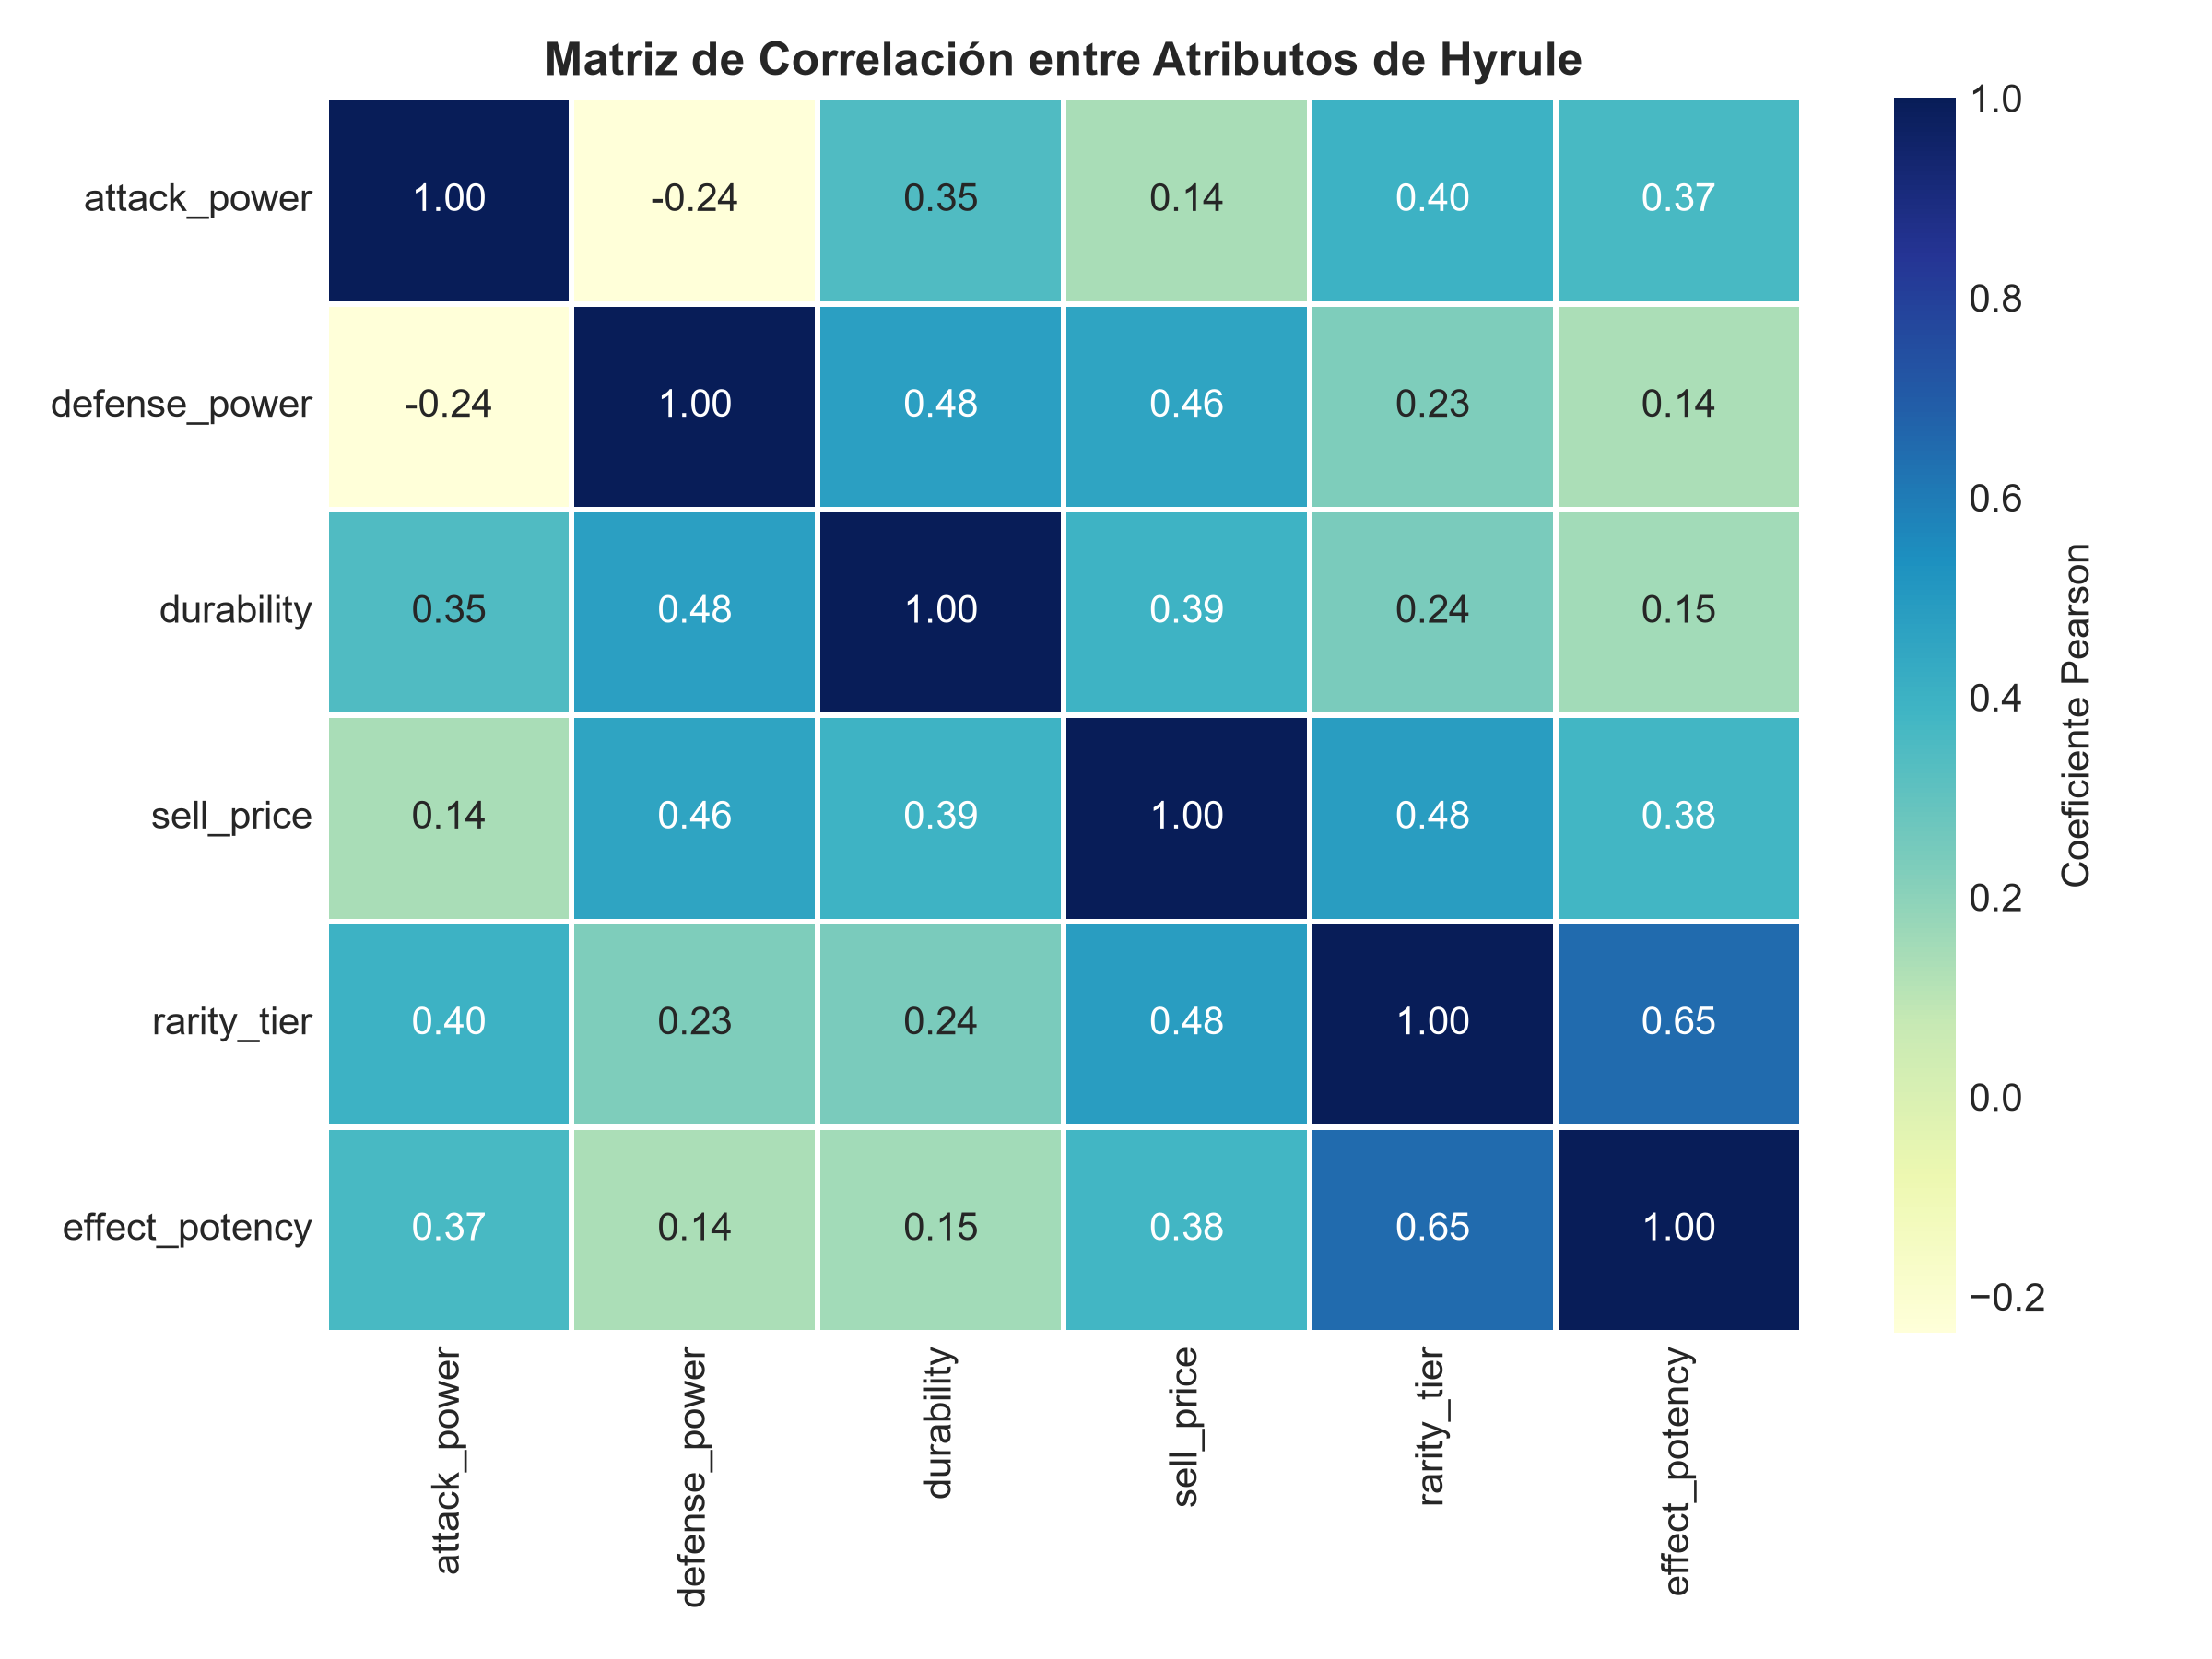 Matriz de Correlación entre Atributos de Hyrule
attack_power 1.00 -0.24 0.35 0.14 0.40 0.37
defense_power -0.24 1.00 0.48 0.46 0.23 0.14
durability 0.35 0.48 1.00 0.39 0.24 0.15
sell_price 0.14 0.46 0.39 1.00 0.48 0.38
rarity_tier 0.40 0.23 0.24 0.48 1.00 0.65
effect_potency 0.37 0.14 0.15 0.38 0.65 1.00
attack_power
defense_power
durability
sell_price
rarity_tier
effect_potency
1.0
0.8
0.6
0.4
0.2
0.0
−0.2
Coeficiente Pearson